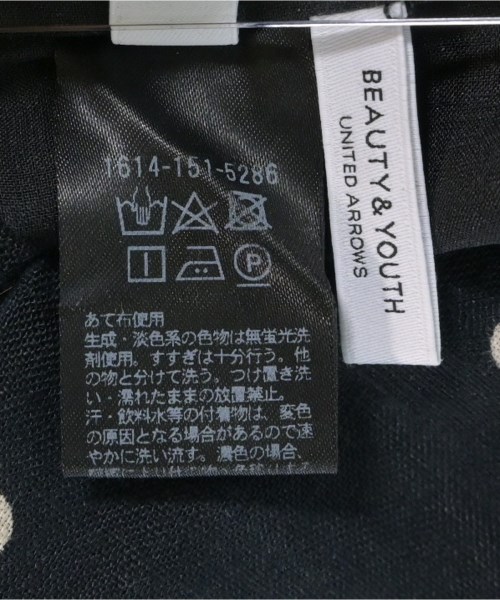 1614-151-5286
P
あて布使用
生成・淡色系の色物は無蛍光洗
剤使用。すすぎは十分行う。他
の物と分けて洗う。つけ置き洗
い・濡れたままの放置禁止。
汗・飲料水等の付着物は、変色
の原因となる場合があるので速
やかに洗い流す。濃色の場合、
BEAUTY & YOUTH
UNITED ARROWS